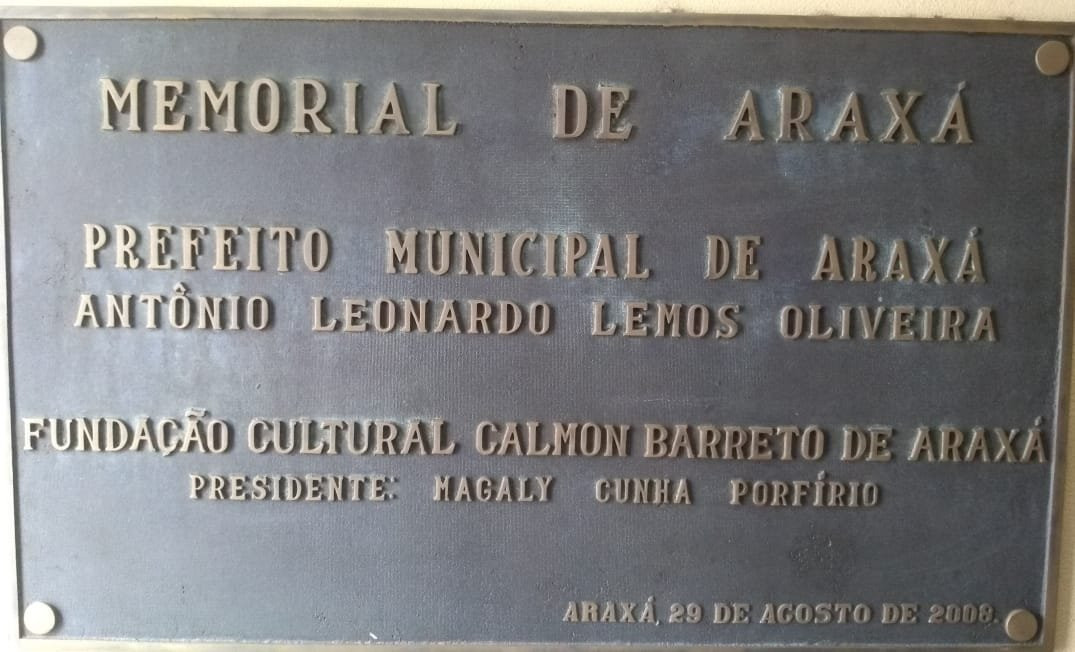 MEMORIAL DE ARAXÁ
PREFEITO MUNICIPAL DE ARAXÁ
ANTÔNIO LEONARDO LEMOS OLIVEIRA
FUNDAÇÃO CULTURAL CALMON BARRETO DE ARAXÁ
PRESIDENTE: MAGALY CUNHA PORFÍRIO
ARAXÁ, 29 DE AGOSTO DE 2008.